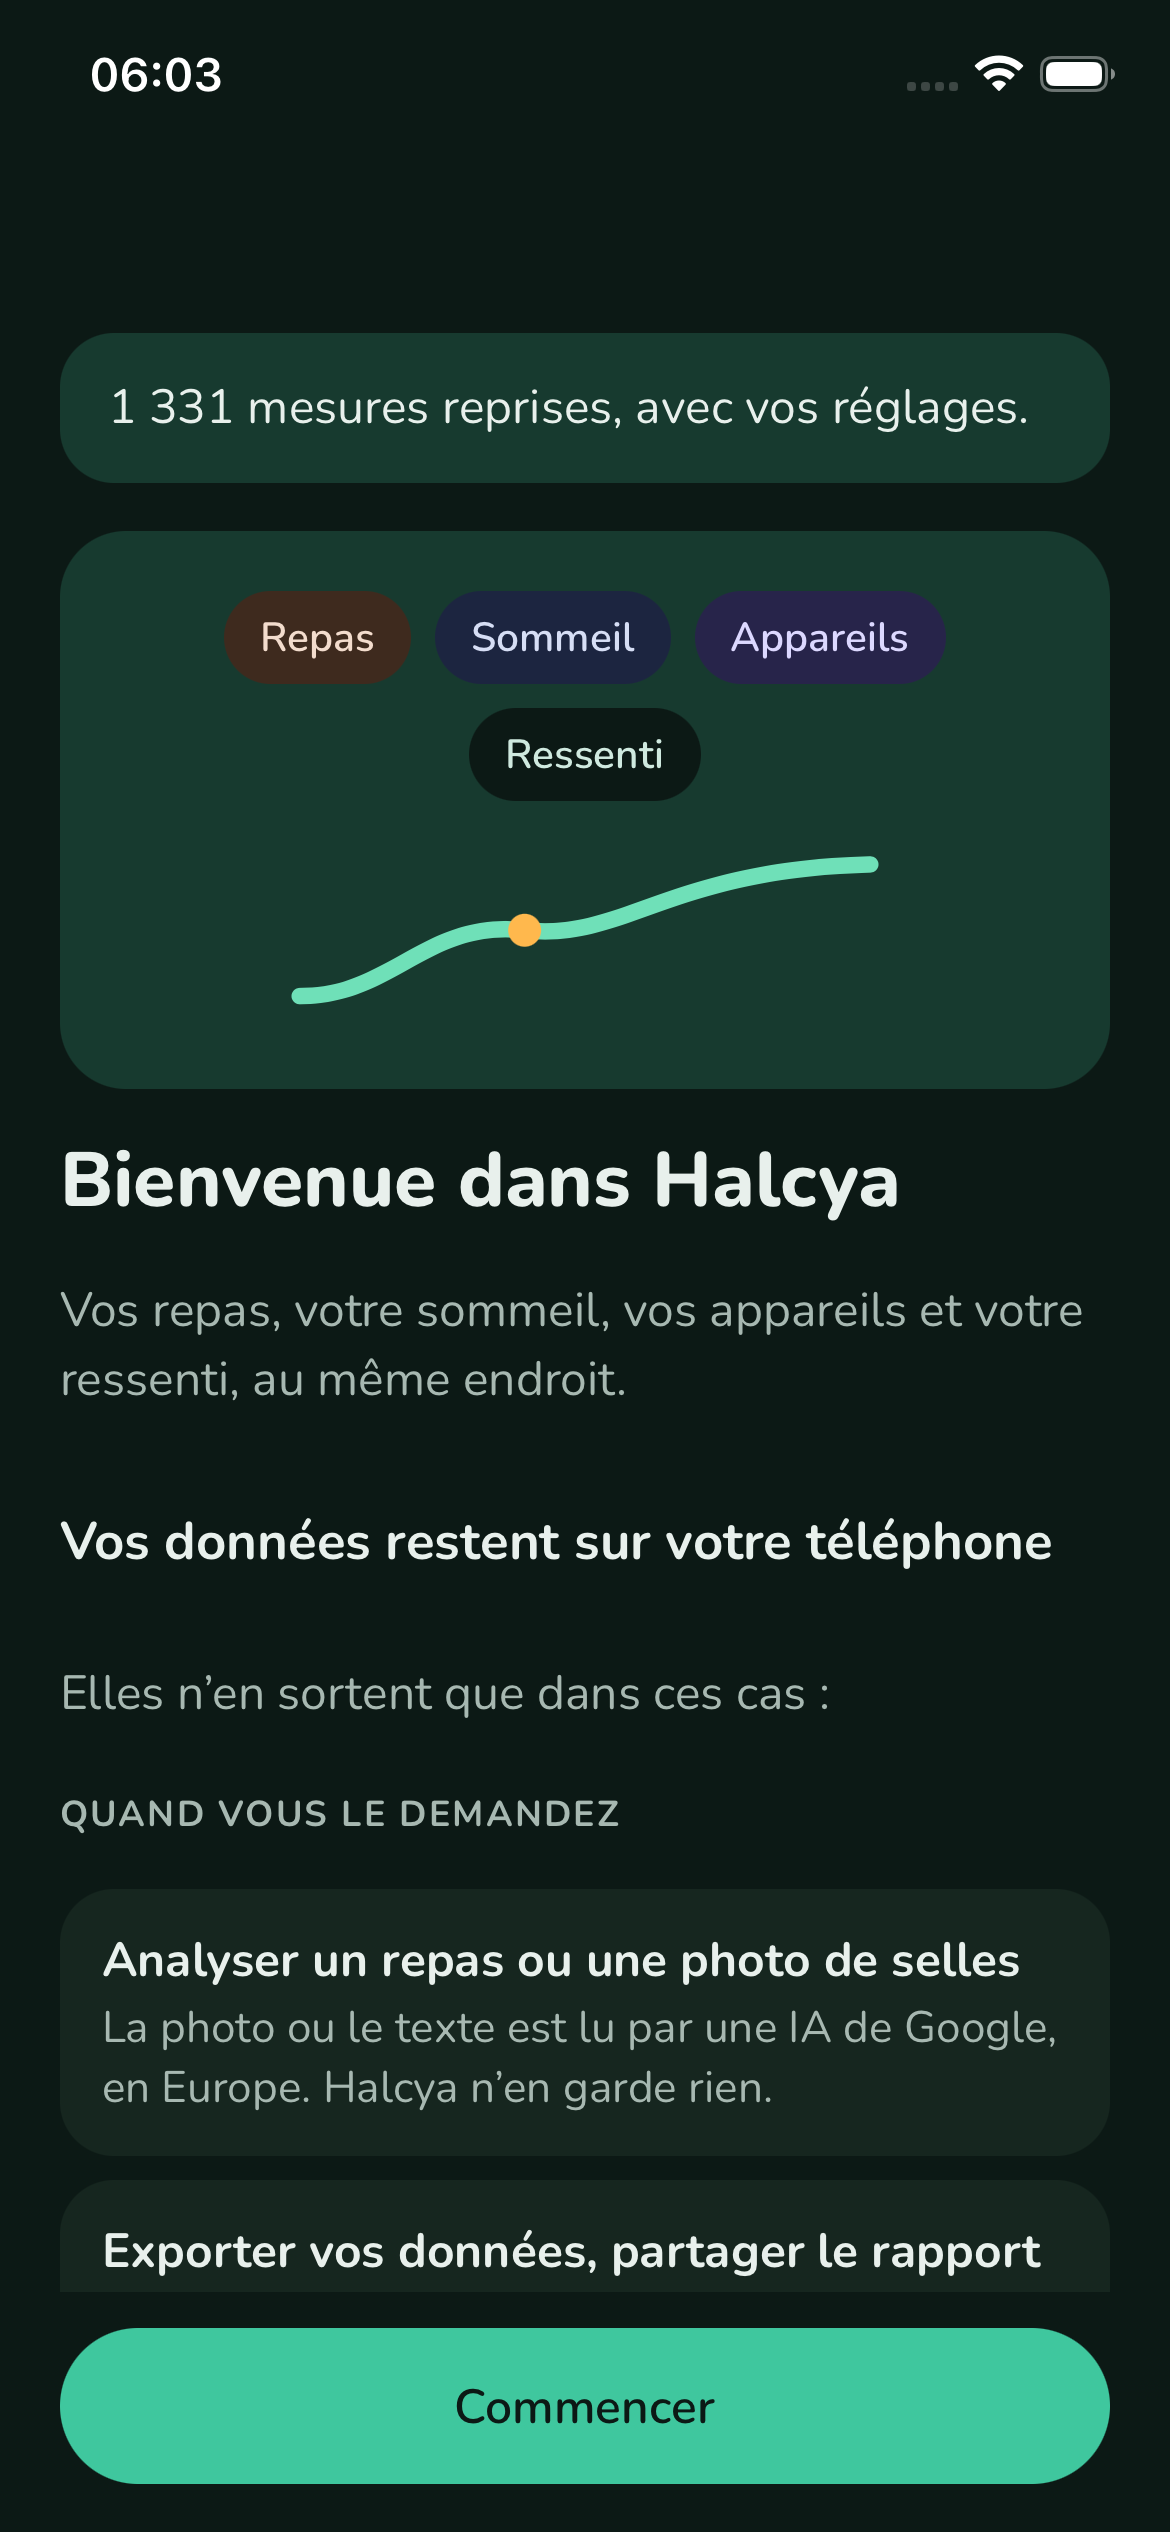 06:03
1 331 mesures reprises, avec vos réglages.
Repas Sommeil Appareils
Ressenti
Bienvenue dans Halcya
Vos repas, votre sommeil, vos appareils et votre
ressenti, au même endroit.
Vos données restent sur votre téléphone
Elles n’en sortent que dans ces cas :
QUAND VOUS LE DEMANDEZ
Analyser un repas ou une photo de selles
La photo ou le texte est lu par une IA de Google,
en Europe. Halcya n’en garde rien.
Exporter vos données, partager le rapport
Commencer